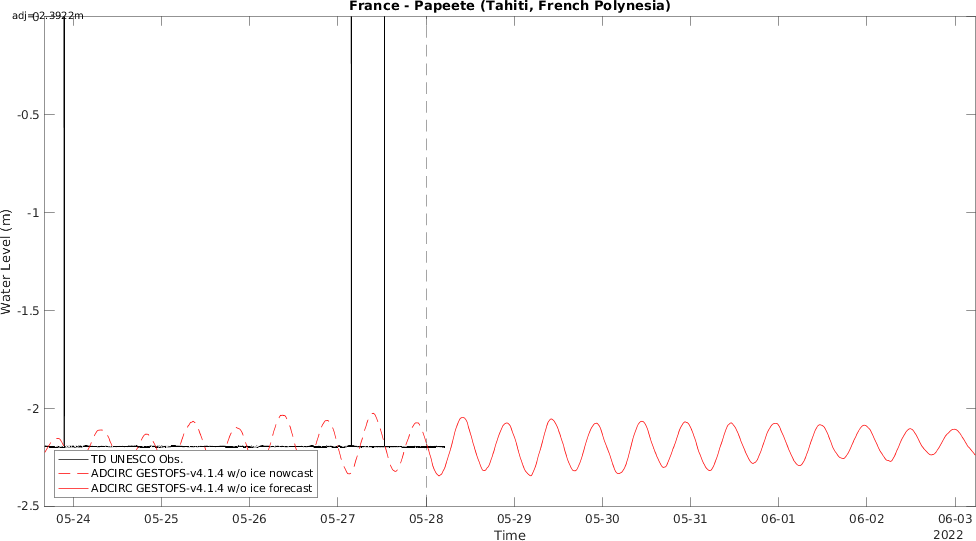 France - Papeete (Tahiti, French Polynesia)
adj=-2.3922m
0
-0.5
-1
-1.5
-2
-2.5
Water Level (m)
TD UNESCO Obs.
ADCIRC GESTOFS-v4.1.4 w/o ice nowcast
ADCIRC GESTOFS-v4.1.4 w/o ice forecast
05-24 05-25 05-26 05-27 05-28 05-29 05-30 05-31 06-01 06-02 06-03
Time
2022